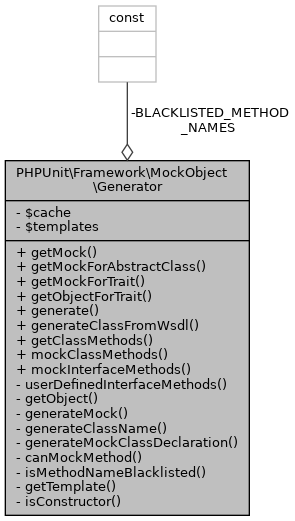 const
-BLACKLISTED_METHOD
_NAMES
PHPUnit\Framework\MockObject
\Generator
- $cache
- $templates
+ getMock()
+ getMockForAbstractClass()
+ getMockForTrait()
+ getObjectForTrait()
+ generate()
+ generateClassFromWsdl()
+ getClassMethods()
+ mockClassMethods()
+ mockInterfaceMethods()
- userDefinedInterfaceMethods()
- getObject()
- generateMock()
- generateClassName()
- generateMockClassDeclaration()
- canMockMethod()
- isMethodNameBlacklisted()
- getTemplate()
- isConstructor()